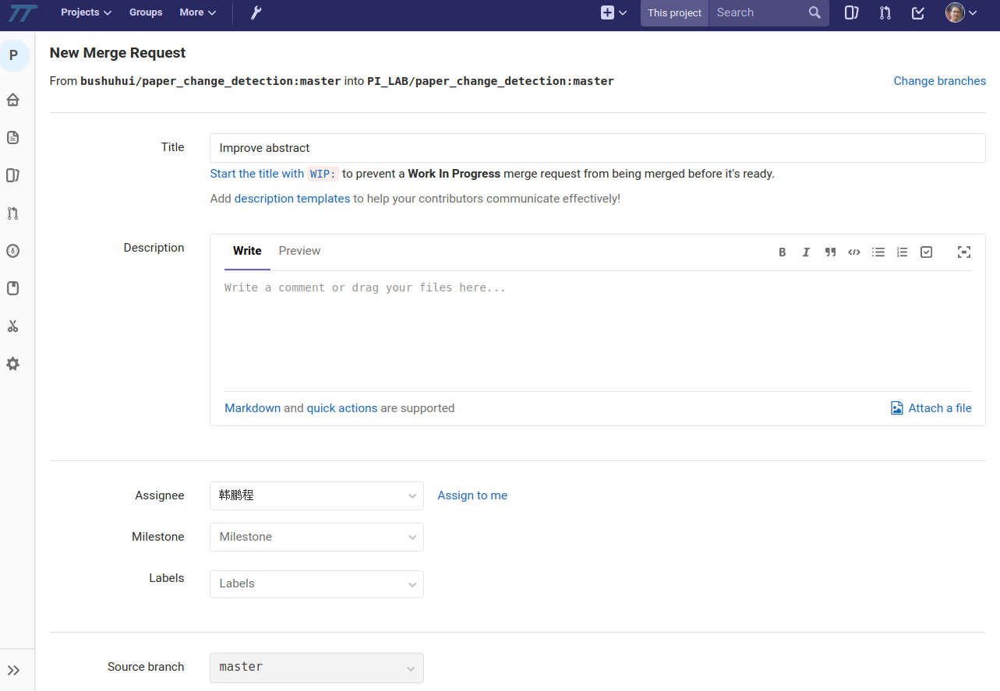 Projects Groups More This project Search
P
New Merge Request
From bushuhui/paper_change_detection:master into PI_LAB/paper_change_detection:master Change branches
Title Improve abstract
Start the title with WIP: to prevent a Work In Progress merge request from being merged before it's ready.
Add description templates to help your contributors communicate effectively!
Description Write Preview
Write a comment or drag your files here...
Markdown and quick actions are supported Attach a file
Assignee 韩鹏程 Assign to me
Milestone Milestone
Labels Labels
Source branch master